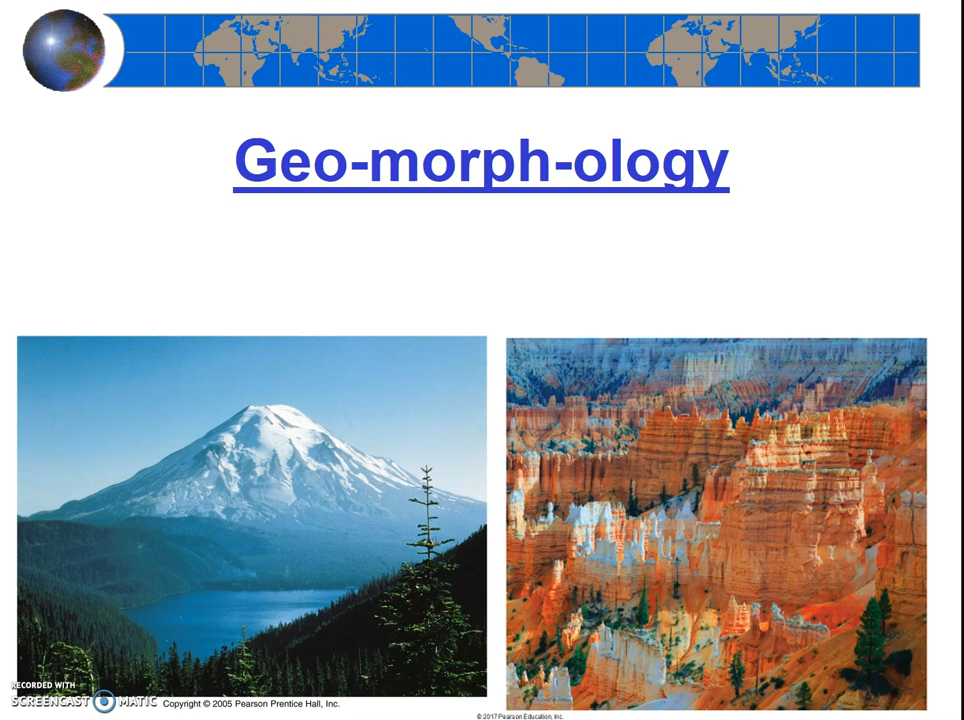 Geo-morph-ology
RECORDED WITH
SCREENCAST MATIC
Copyright © 2005 Pearson Prentice Hall, Inc.
© 2017 Pearson Education, Inc.